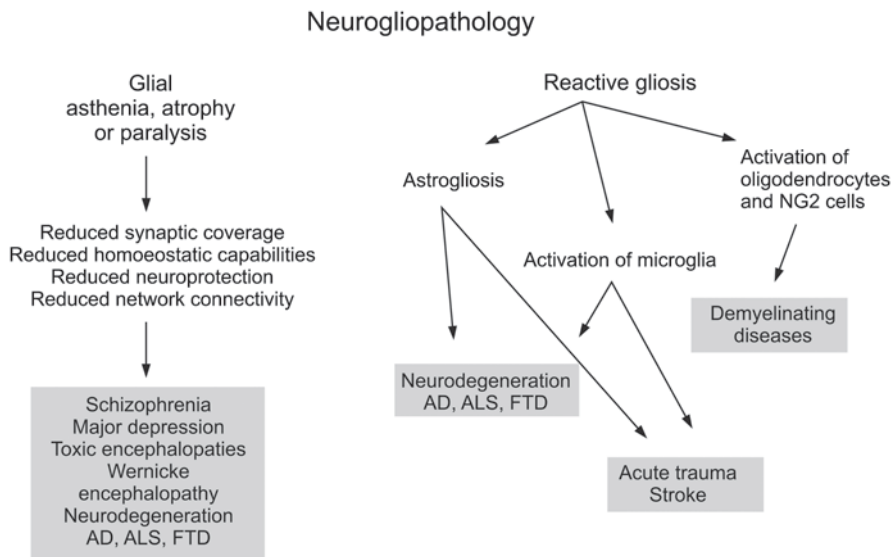 Neurogliopathology
Glial
asthenia, atrophy
or paralysis
Reduced synaptic coverage
Reduced homoeostatic capabilities
Reduced neuroprotection
Reduced network connectivity
Schizophrenia
Major depression
Toxic encephalopaties
Wernicke
encephalopathy
Neurodegeneration
AD, ALS, FTD
Reactive gliosis
Astrogliosis
Activation of microglia
Activation of
oligodendrocytes
and NG2 cells
Neurodegeneration
AD, ALS, FTD
Acute trauma
Stroke
Demyelinating
diseases